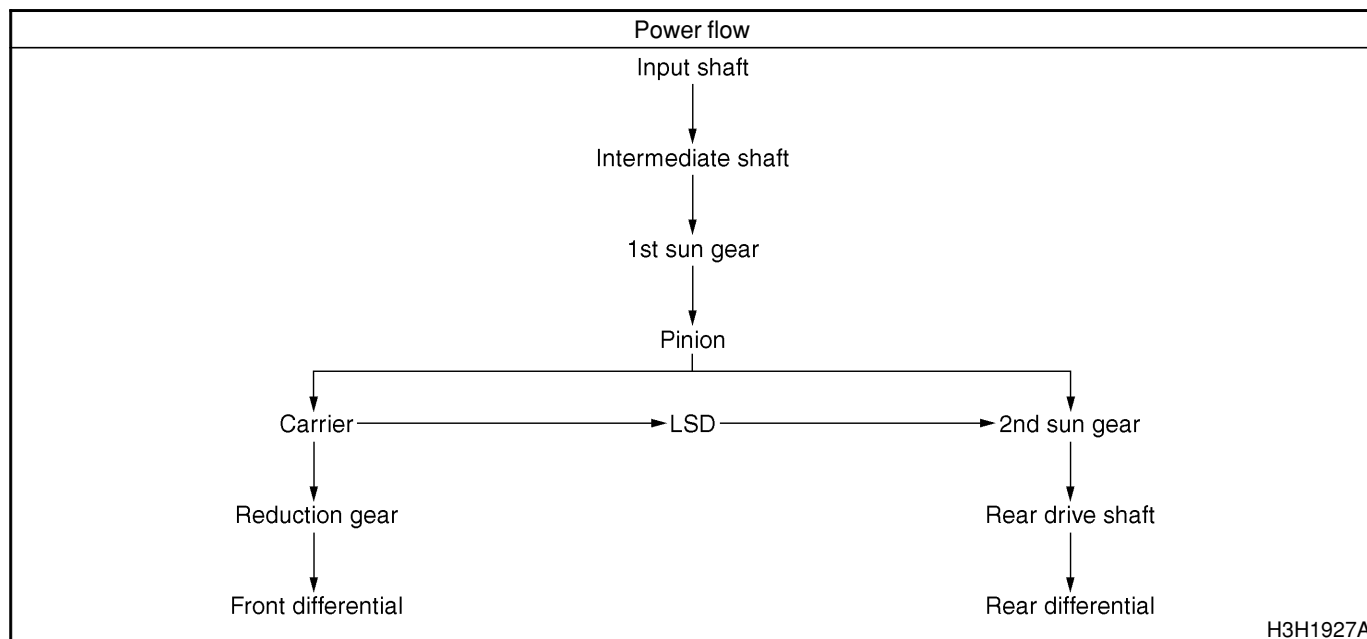 Power flow
Input shaft
Intermediate shaft
1st sun gear
Pinion
Carrier LSD 2nd sun gear
Reduction gear Rear drive shaft
Front differential Rear differential
H3H1927A